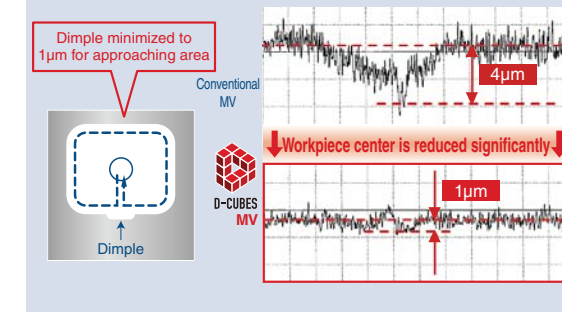 Dimple minimized to
1µm for approaching area
Dimple
Conventional
MV
4µm
Workpiece center is reduced significantly
D-CUBES
MV
1µm